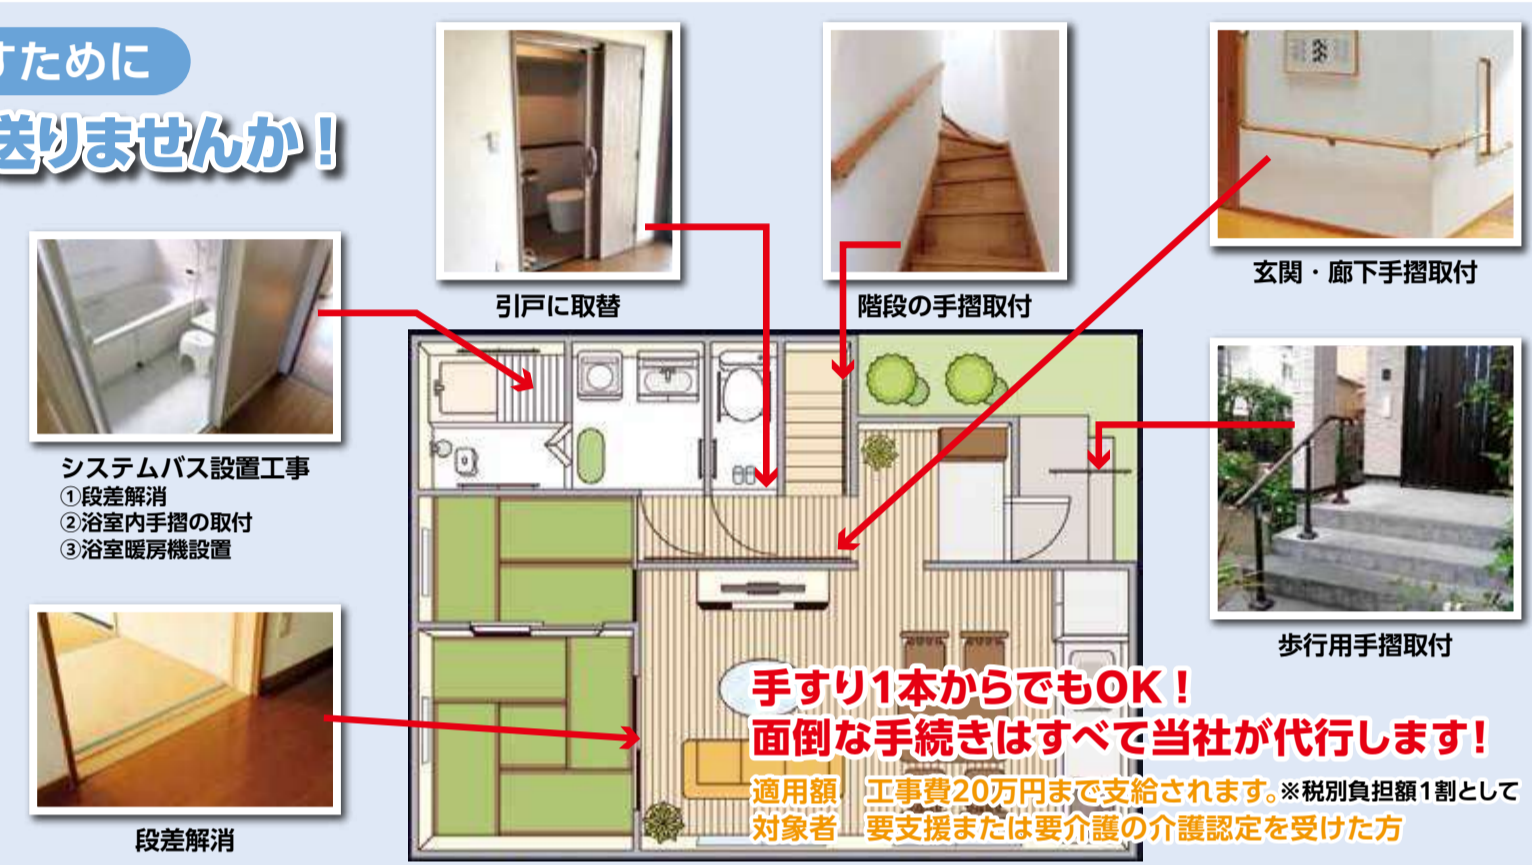 すために
送りませんか！
引戸に取替
階段の手摺取付
玄関・廊下手摺取付
システムバス設置工事
①段差解消
②浴室内手摺の取付
③浴室暖房機設置
歩行用手摺取付
段差解消
手すり1本からでもOK！
面倒な手続きはすべて当社が代行します！
適用額　工事費20万円まで支給されます。※税別負担額1割として
対象者　要支援または要介護の介護認定を受けた方